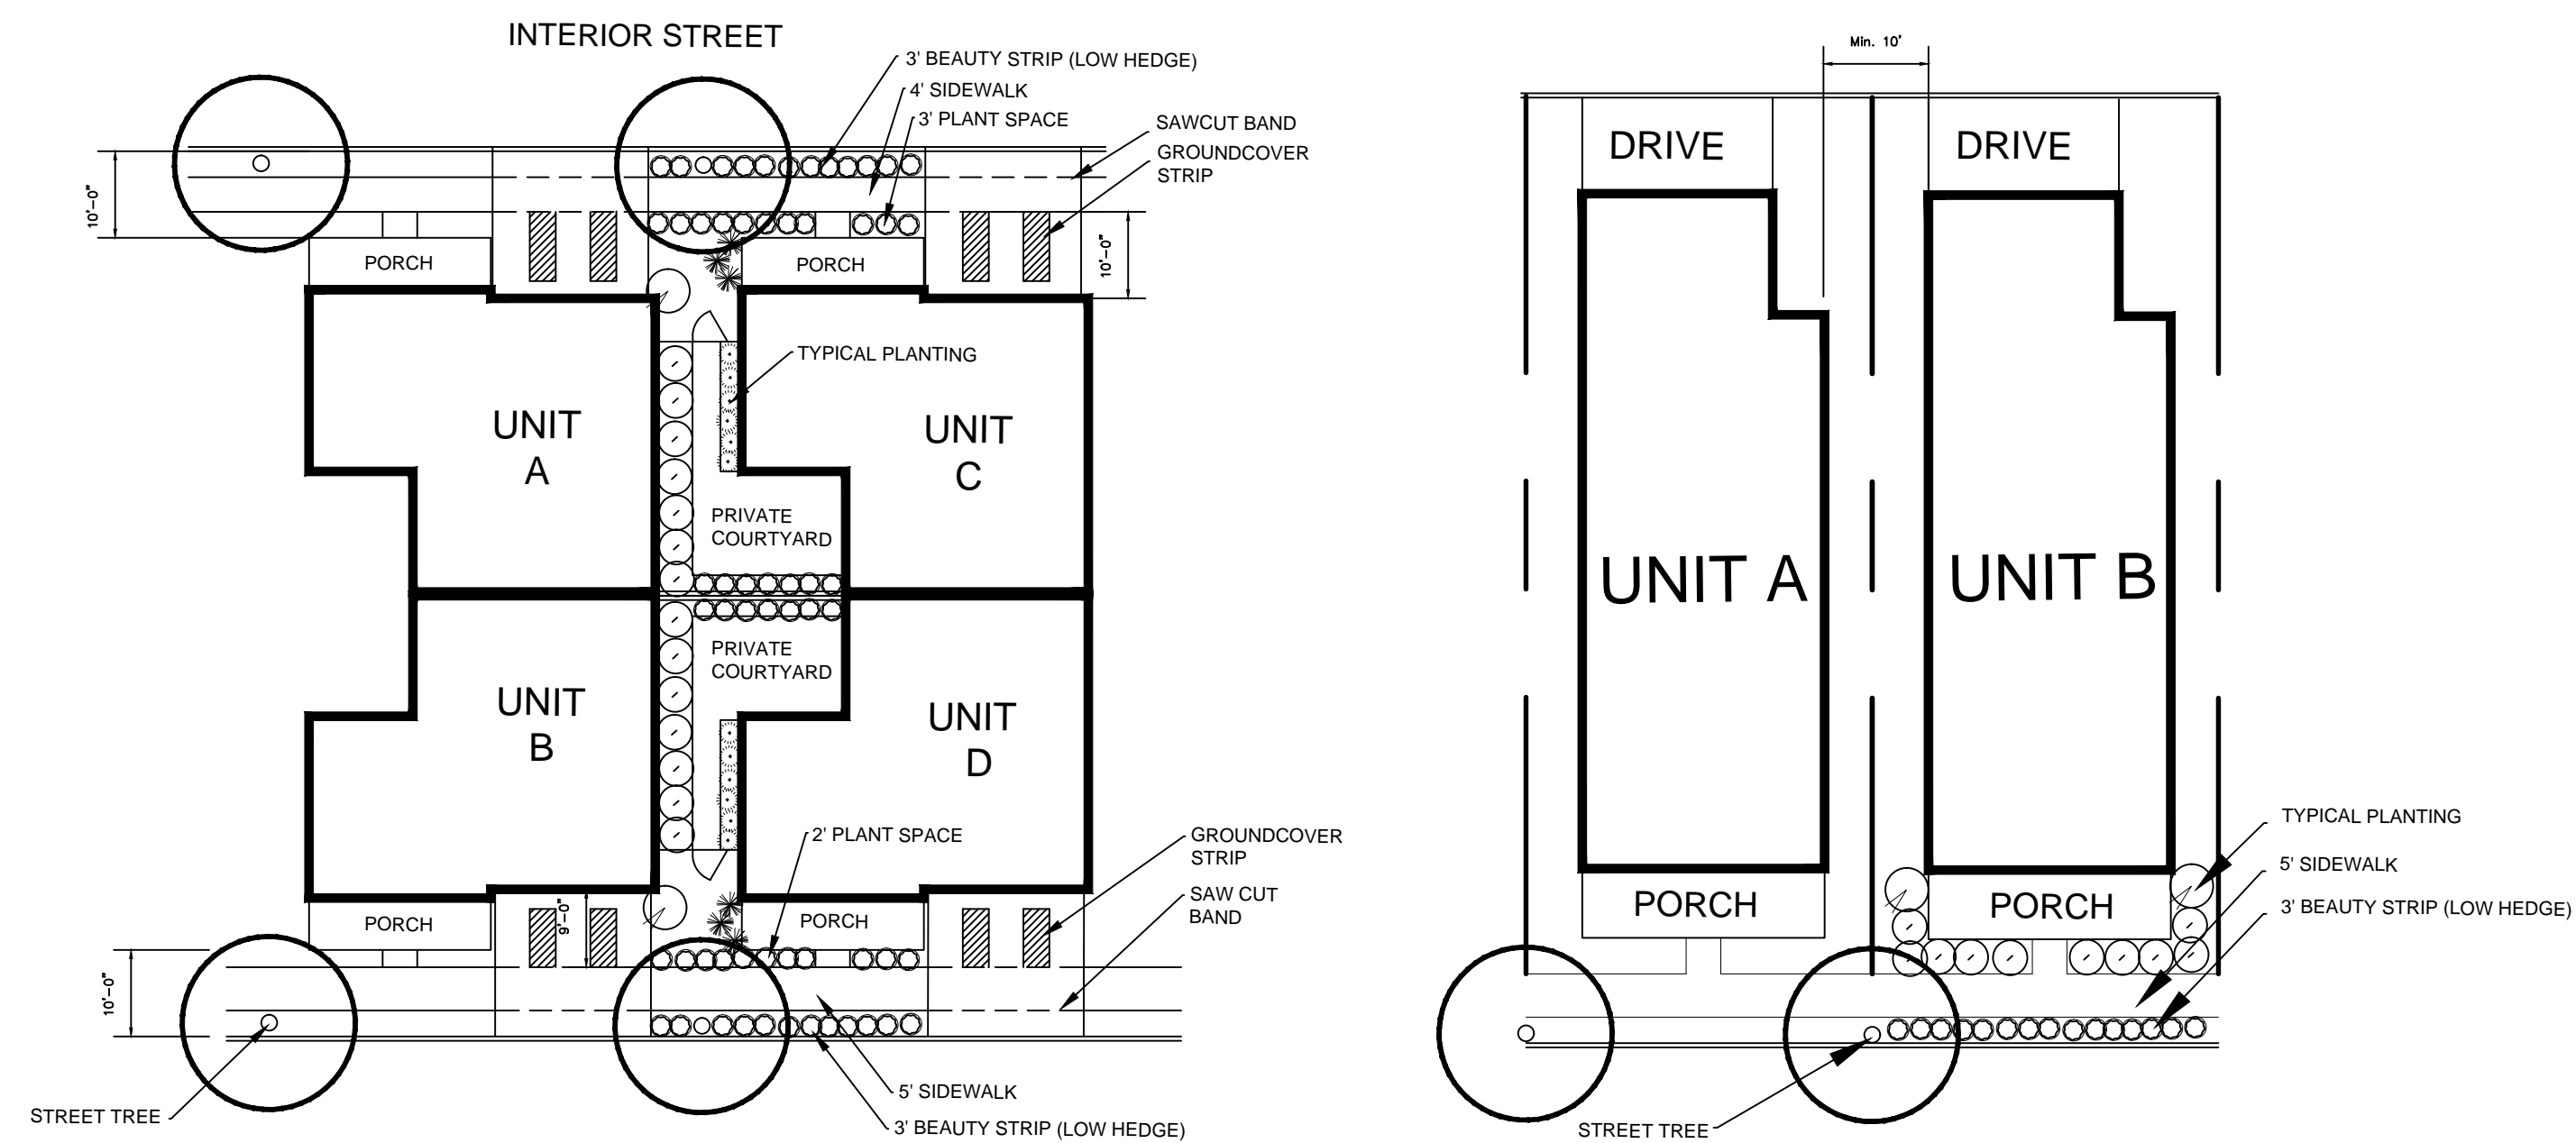 INTERIOR STREET
3' BEAUTY STRIP (LOW HEDGE)
4' SIDEWALK
3' PLANT SPACE
SAWCUT BAND
GROUNDCOVER
STRIP
10'-0"
10'-0"
PORCH
PORCH
TYPICAL PLANTING
UNIT
A
UNIT
C
PRIVATE
COURTYARD
PRIVATE
COURTYARD
UNIT
B
UNIT
D
2' PLANT SPACE
GROUNDCOVER
STRIP
SAW CUT
BAND
PORCH
9'-0"
PORCH
10'-0"
5' SIDEWALK
3' BEAUTY STRIP (LOW HEDGE)
STREET TREE
Min. 10'
DRIVE
DRIVE
UNIT A
UNIT B
TYPICAL PLANTING
5' SIDEWALK
3' BEAUTY STRIP (LOW HEDGE)
PORCH
PORCH
STREET TREE